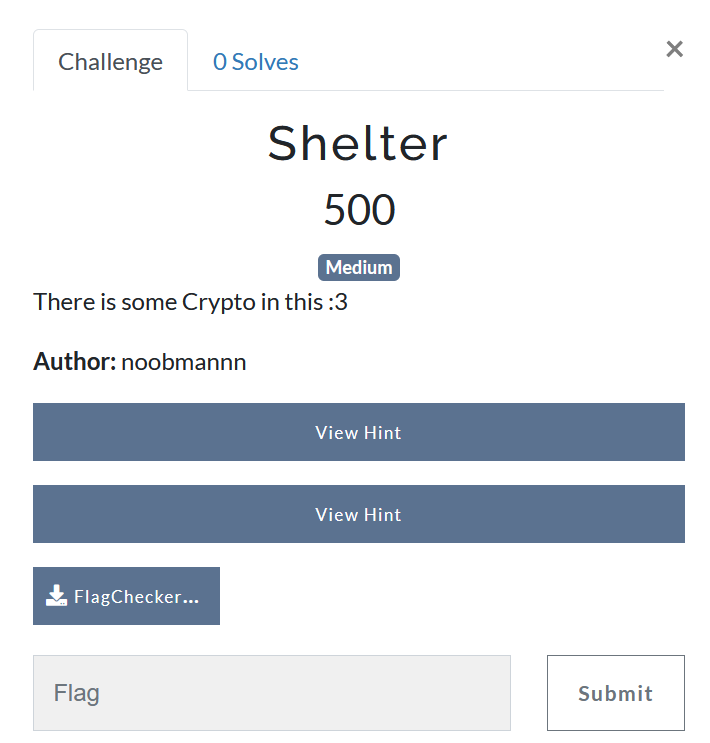 Challenge
0 Solves
×
Shelter
500
Medium
There is some Crypto in this :3
Author: noobmannn
View Hint
View Hint
FlagChecker...
Flag
Submit